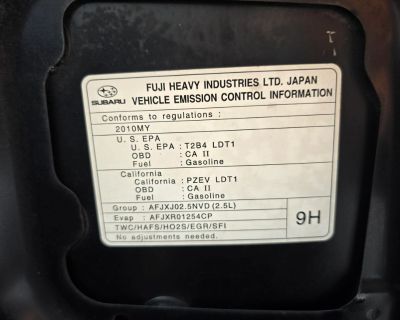 FUJI HEAVY INDUSTRIES LTD. JAPAN
SUBARU
VEHICLE EMISSION CONTROL INFORMATION
Conforms to regulations :
2010MY
U. S. EPA
U. S. EPA : T2B4 LDT1
OBD : CA II
Fuel : Gasoline
California
California : PZEV LDT1
OBD : CA II
Fuel : Gasoline
Group : AFJXJ02.5NVD (2.5L)
Evap : AFJXR01254CP
TWC/HAFS/HO2S/EGR/SFI
No adjustments needed.
9H